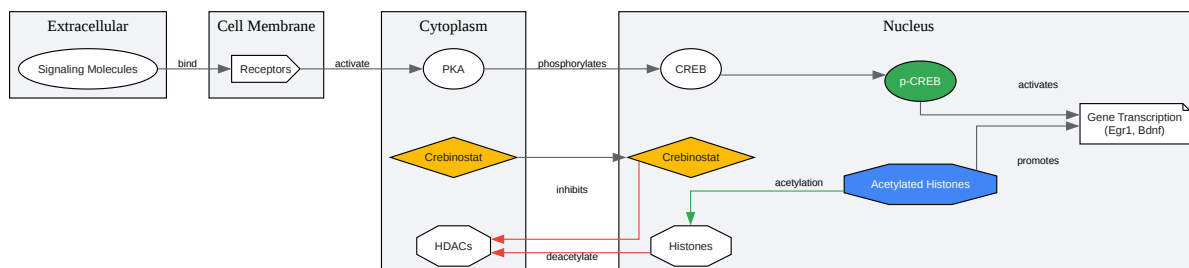 Extracellular
Cell Membrane
Cytoplasm
Nucleus
Signaling Molecules
bind
Receptors
activate
PKA
phosphorylates
CREB
p-CREB
activates
Gene Transcription
(Egr1, Bdnf)
promotes
Crebinostat
Crebinostat
inhibits
acetylation
Acetylated Histones
HDACs
deacetylate
Histones